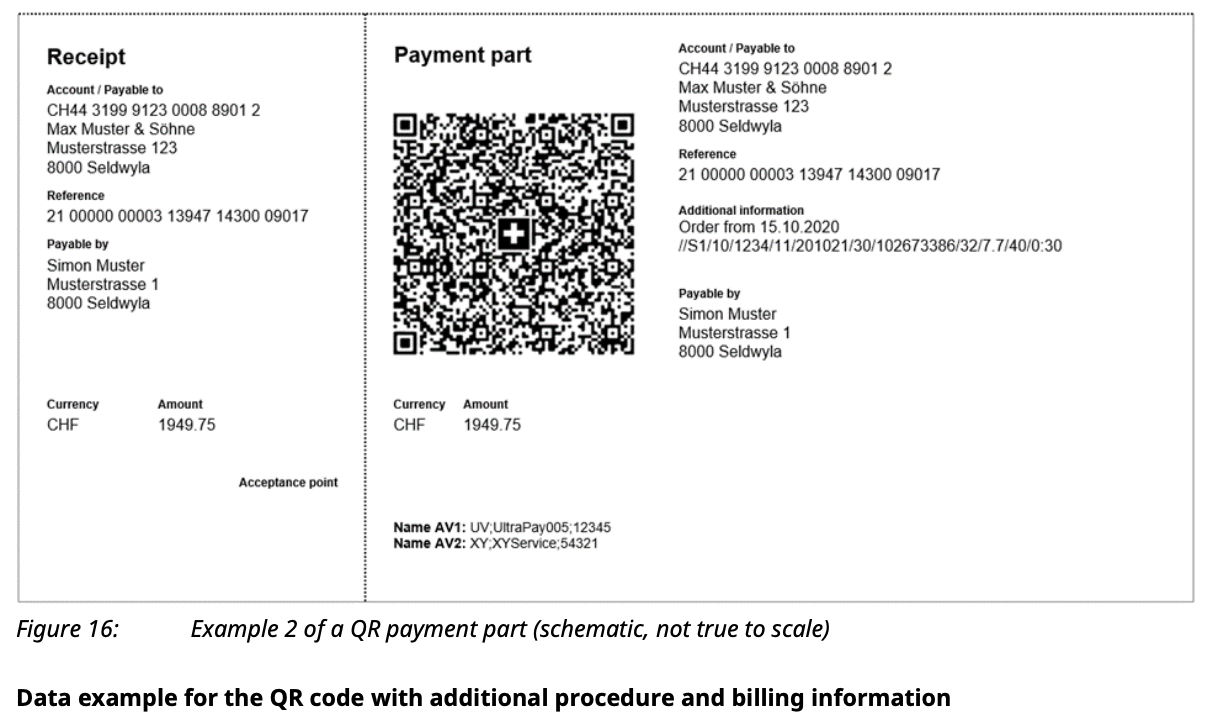 Receipt
Account / Payable to
CH44 3199 9123 0008 8901 2
Max Muster & Söhne
Musterstrasse 123
8000 Seldwyla
Reference
21 00000 00003 13947 14300 09017
Payable by
Simon Muster
Musterstrasse 1
8000 Seldwyla
Currency Amount
CHF 1949.75
Acceptance point
Payment part
Currency Amount
CHF 1949.75
Name AV1: UV;UltraPay005;12345
Name AV2: XY;XYService;54321
Account / Payable to
CH44 3199 9123 0008 8901 2
Max Muster & Söhne
Musterstrasse 123
8000 Seldwyla
Reference
21 00000 00003 13947 14300 09017
Additional information
Order from 15.10.2020
//S1/10/1234/11/201021/30/102673386/32/7.7/40/0:30
Payable by
Simon Muster
Musterstrasse 1
8000 Seldwyla
Figure 16: Example 2 of a QR payment part (schematic, not true to scale)
Data example for the QR code with additional procedure and billing information